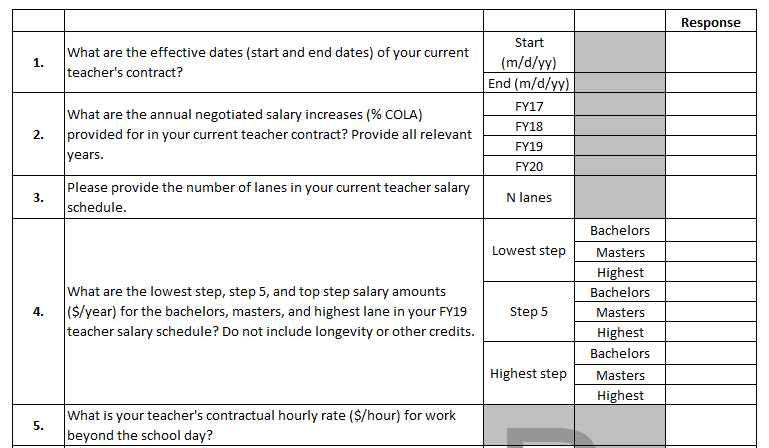 Response
1.
What are the effective dates (start and end dates) of your current
teacher's contract?
Start
(m/d/yy)
End (m/d/yy)
2.
What are the annual negotiated salary increases (% COLA)
provided for in your current teacher contract? Provide all relevant
years.
FY17
FY18
FY19
FY20
3.
Please provide the number of lanes in your current teacher salary
schedule.
N lanes
4.
What are the lowest step, step 5, and top step salary amounts
($/year) for the bachelors, masters, and highest lane in your FY19
teacher salary schedule? Do not include longevity or other credits.
Lowest step
Bachelors
Masters
Highest
Step 5
Bachelors
Masters
Highest
Highest step
Bachelors
Masters
Highest
5.
What is your teacher's contractual hourly rate ($/hour) for work
beyond the school day?